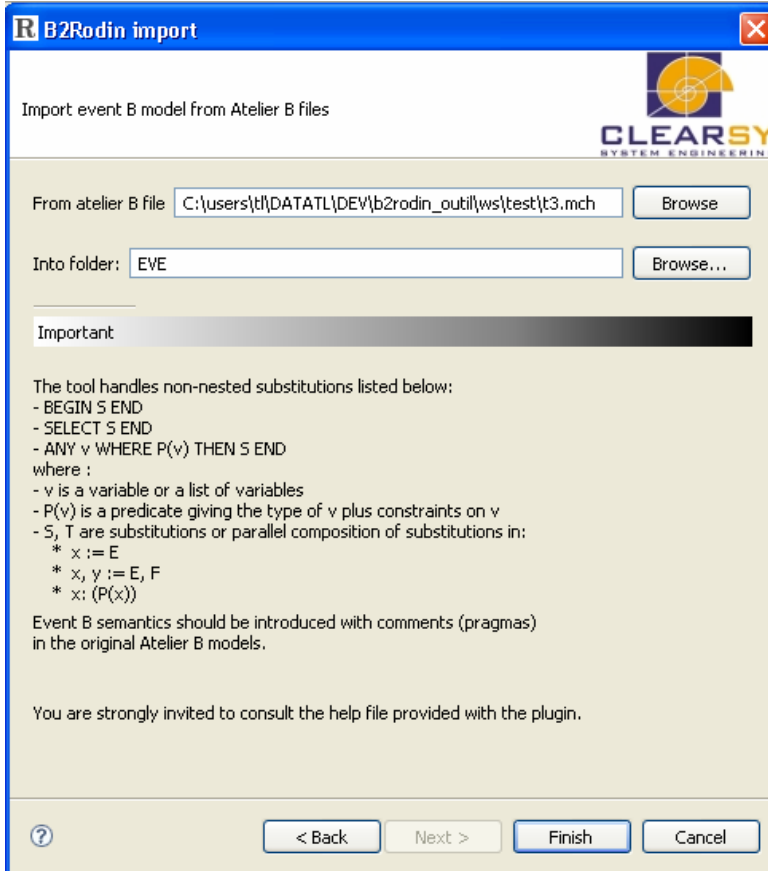 R B2Rodin import
Import event B model from Atelier B files
CLEARSY
SYSTEM ENGINEERIN
From atelier B file C:\users\tl\DATATL\DEV\b2rodin_outil\ws\test\t3.mch Browse
Into folder: EVE Browse...
Important
The tool handles non-nested substitutions listed below:
- BEGIN S END
- SELECT S END
- ANY v WHERE P(v) THEN S END
where :
- v is a variable or a list of variables
- P(v) is a predicate giving the type of v plus constraints on v
- S, T are substitutions or parallel composition of substitutions in:
* x := E
* x, y := E, F
* x: (P(x))
Event B semantics should be introduced with comments (pragmas)
in the original Atelier B models.
You are strongly invited to consult the help file provided with the plugin.
? < Back Next > Finish Cancel